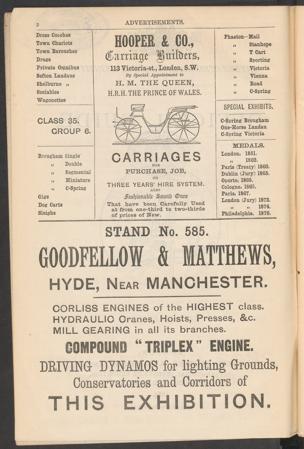 2
ADVERTISEMENTS.
Dress Coaches
Town Chariots
Town Barouches
Drags
Private Omnibus
Sefton Landaus
Shelburne "
Sociables
Wagonettes
CLASS 35.
GROUP 6.
Brougham Single
" Double
" Segmental
" Miniature
" C-Spring
Gigs
Dog Carts
Sleighs
HOOPER & CO.,
Carriage Builders,
113 Victoria-st., London, S.W.
By Special Appointment to
H. M. THE QUEEN,
H.R.H. THE PRINCE OF WALES.
CARRIAGES
FOR
PURCHASE, JOB,
OR
THREE YEARS' HIRE SYSTEM.
ALSO
Fashionable Sound Ones
That have been Carefully Used
at from one-third to two-thirds
of prices of New.
Phaeton- Mail
" Stanhope
" T Cart
" Sporting
" Victoria
" Vienna
" Road
" C-Spring
SPECIAL EXHIBITS.
C-Spring Brougham
One-Horse Landau
C-Spring Victoria
MEDALS.
London, 1851.
" 1862.
Paris (Treaty) 1860.
Dublin (Jury) 1865.
Oporto, 1865.
Cologne, 1865.
Paris, 1867.
London (Jury) 1873.
" " 1874.
Philadelphia, 1876.
STAND No. 585.
GOODFELLOW & MATTHEWS,
HYDE, NEAR MANCHESTER.
CORLISS ENGINES of the HIGHEST class.
HYDRAULIC Cranes, Hoists, Presses, &c.
MILL GEARING in all its branches.
COMPOUND "TRIPLEX" ENGINE.
DRIVING DYNAMOS for lighting Grounds,
Conservatories and Corridors of
THIS EXHIBITION.